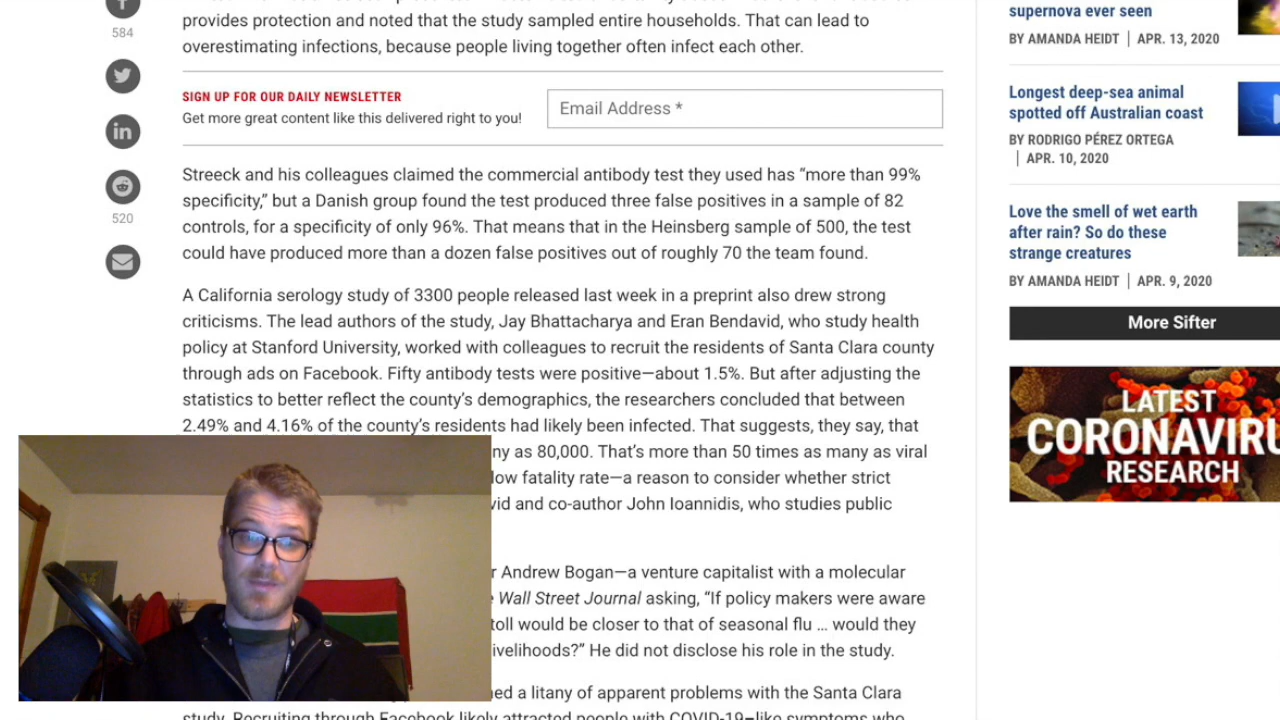 584
520
provides protection and noted that the study sampled entire households. That can lead to
overestimating infections, because people living together often infect each other.
SIGN UP FOR OUR DAILY NEWSLETTER
Get more great content like this delivered right to you!
Email Address *
Streeck and his colleagues claimed the commercial antibody test they used has “more than 99%
specificity,” but a Danish group found the test produced three false positives in a sample of 82
controls, for a specificity of only 96%. That means that in the Heinsberg sample of 500, the test
could have produced more than a dozen false positives out of roughly 70 the team found.
A California serology study of 3300 people released last week in a preprint also drew strong
criticisms. The lead authors of the study, Jay Bhattacharya and Eran Bendavid, who study health
policy at Stanford University, worked with colleagues to recruit the residents of Santa Clara county
through ads on Facebook. Fifty antibody tests were positive—about 1.5%. But after adjusting the
statistics to better reflect the county’s demographics, the researchers concluded that between
2.49% and 4.16% of the county’s residents had likely been infected. That suggests, they say, that
ny as 80,000. That’s more than 50 times as many as viral
low fatality rate—a reason to consider whether strict
vid and co-author John Ioannidis, who studies public
r Andrew Bogan—a venture capitalist with a molecular
Wall Street Journal asking, “If policy makers were aware
toll would be closer to that of seasonal flu … would they
ivelihoods?” He did not disclose his role in the study.
ned a litany of apparent problems with the Santa Clara
study. Recruiting through Facebook likely attracted people with COVID-19–like symptoms who
supernova ever seen
BY AMANDA HEIDT | APR. 13, 2020
Longest deep-sea animal
spotted off Australian coast
BY RODRIGO PÉREZ ORTEGA
| APR. 10, 2020
Love the smell of wet earth
after rain? So do these
strange creatures
BY AMANDA HEIDT | APR. 9, 2020
More Sifter
LATEST
CORONAVIRU
RESEARCH